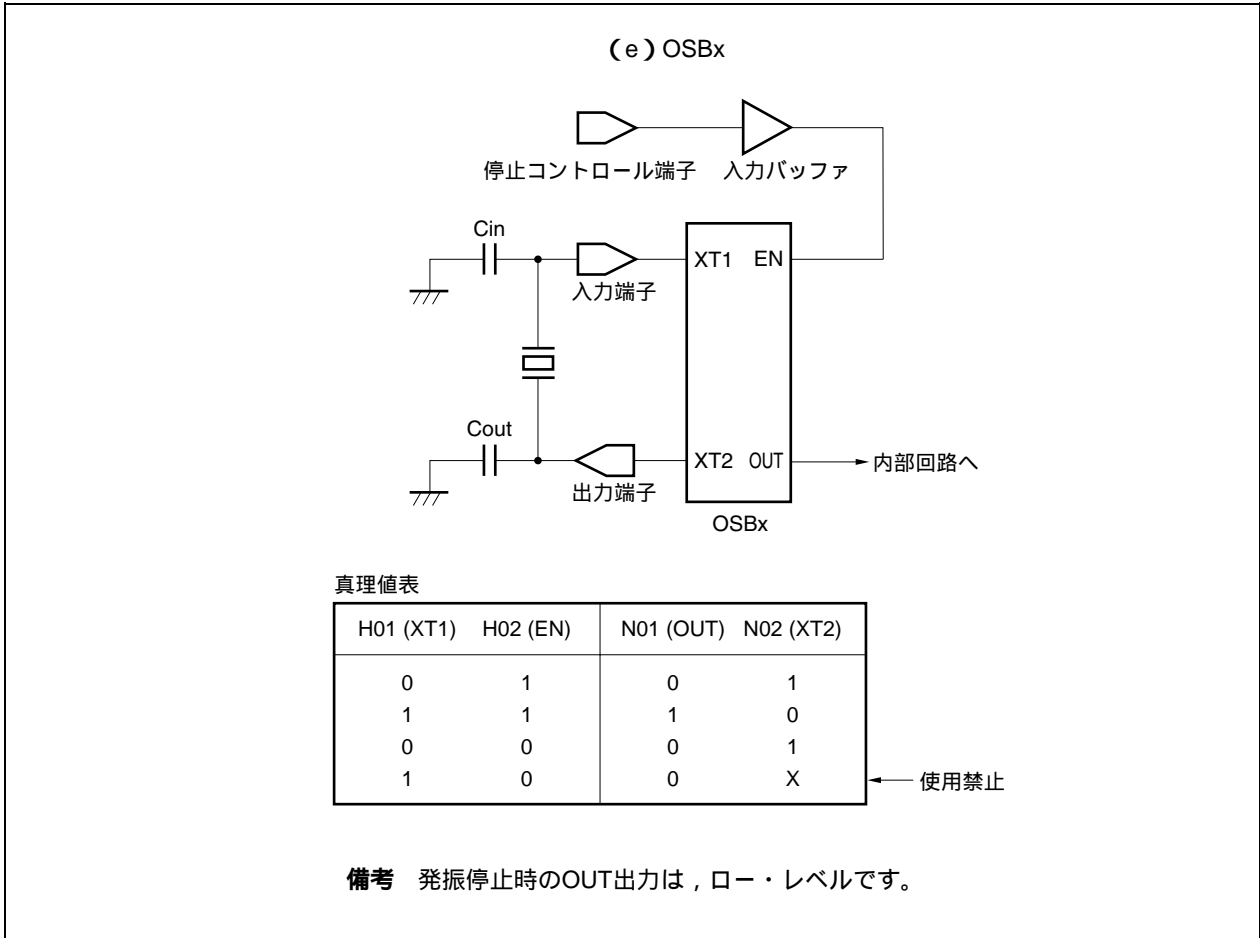 (e) OSBx
停止コントロール端子 入力バッファ
Cin
XT1 EN
入力端子
Cout
XT2 OUT
内部回路へ
出力端子
OSBx
真理値表
H01 (XT1) H02 (EN) N01 (OUT) N02 (XT2)
0 1 0 1
1 1 1 0
0 0 0 1
1 0 0 X
使用禁止
備考 発振停止時のOUT出力は，ロー・レベルです。